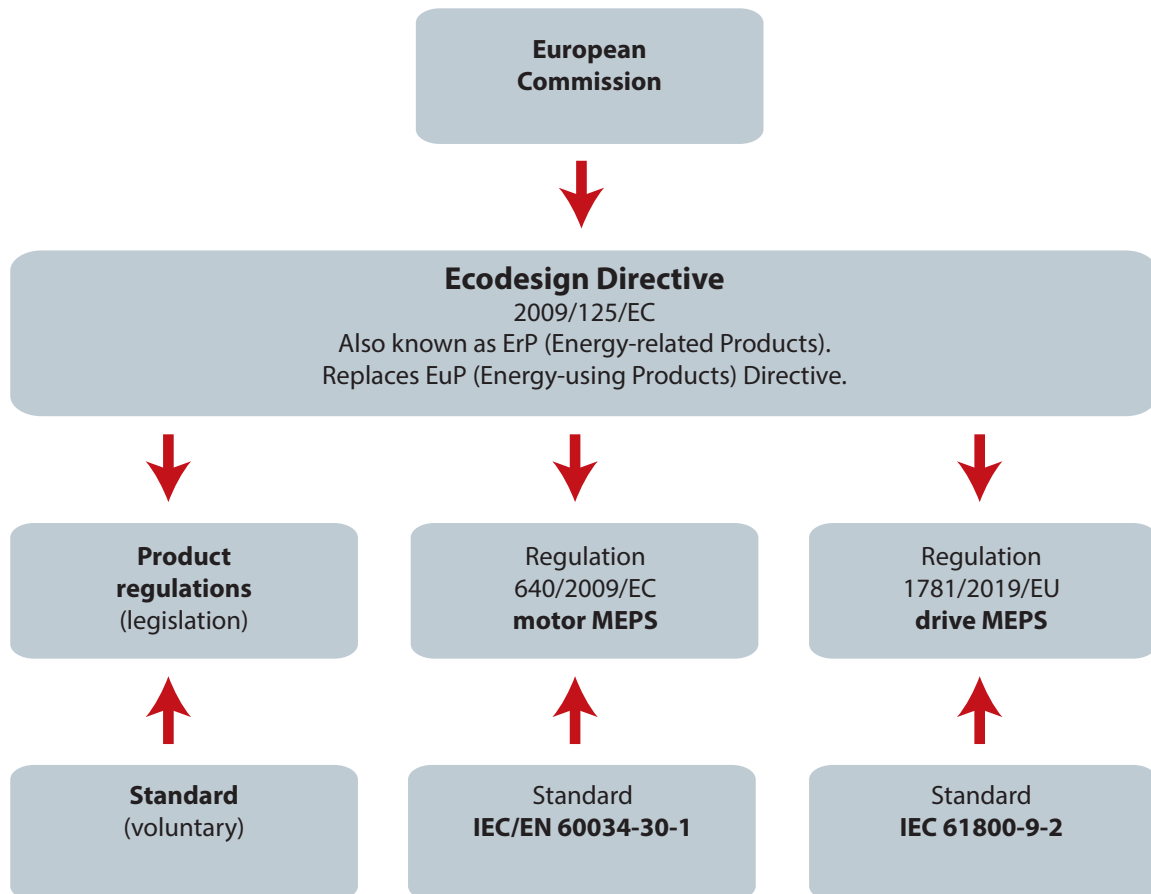 European
Commission
Ecodesign Directive
2009/125/EC
Also known as ErP (Energy-related Products).
Replaces EuP (Energy-using Products) Directive.
Product
regulations
(legislation)
Regulation
640/2009/EC
motor MEPS
Regulation
1781/2019/EU
drive MEPS
Standard
(voluntary)
Standard
IEC/EN 60034-30-1
Standard
IEC 61800-9-2